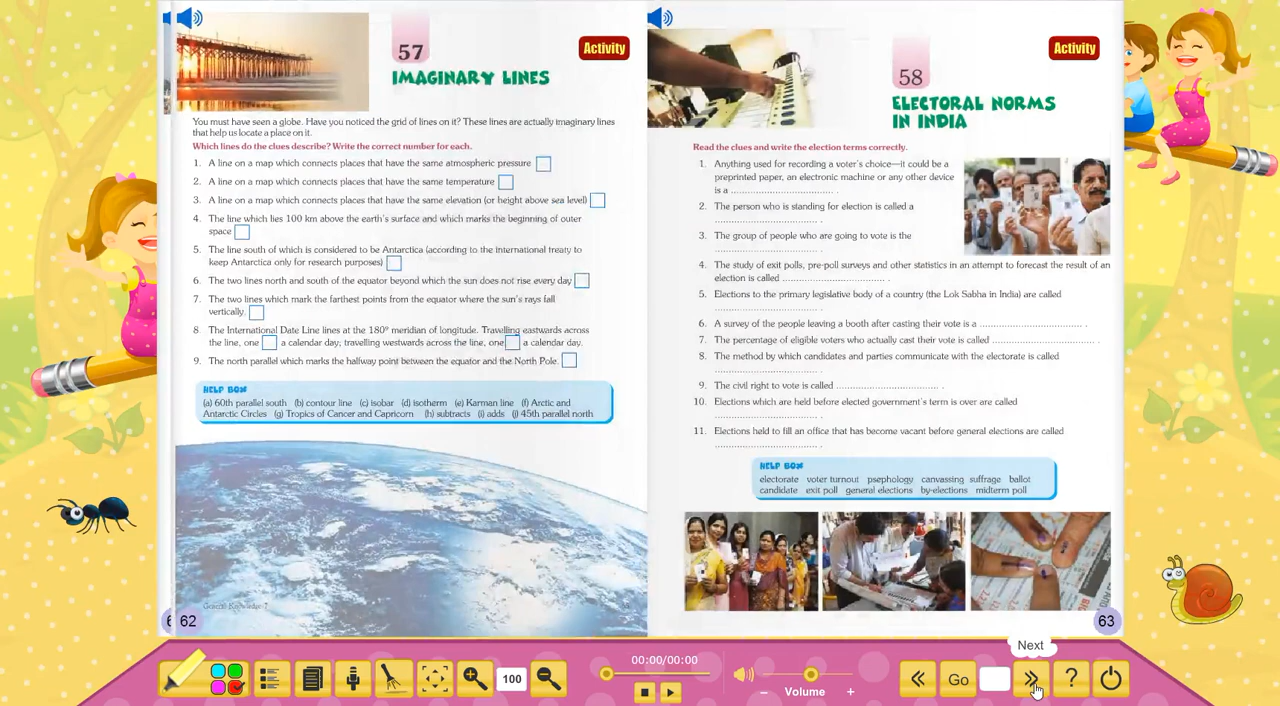 57
Activity
IMAGINARY LINES
You must have seen a globe. Have you noticed the grid of lines on it? These lines are actually imaginary lines
that help us locate a place on it.
Which lines do the clues describe? Write the correct number for each.
1. A line on a map which connects places that have the same atmospheric pressure
2. A line on a map which connects places that have the same temperature
3. A line on a map which connects places that have the same elevation (or height above sea level)
4. The line which lies 100 km above the earth's surface and which marks the beginning of outer
space
5. The line south of which is considered to be Antarctica (according to the international treaty to
keep Antarctica only for research purposes)
6. The two lines north and south of the equator beyond which the sun does not rise every day
7. The two lines which mark the farthest points from the equator where the sun's rays fall
vertically.
8. The International Date Line lines at the 180º meridian of longitude. Travelling eastwards across
the line, one a calendar day; travelling westwards across the line, one a calendar day.
9. The north parallel which marks the halfway point between the equator and the North Pole.
HELP BOX
(a) 60th parallel south (b) contour line (c) isobar (d) isotherm (e) Karman line (f) Arctic and
Antarctic Circles (g) Tropics of Cancer and Capricorn (h) subtracts (i) adds (j) 45th parallel north
62
58
Activity
ELECTORAL NORMS
IN INDIA
Read the clues and write the election terms correctly.
1. Anything used for recording a voter's choice—it could be a
preprinted paper, an electronic machine or any other device
is a .................................. .
2. The person who is standing for election is called a
.................................. .
3. The group of people who are going to vote is the
.................................. .
4. The study of exit polls, pre-poll surveys and other statistics in an attempt to forecast the result of an
election is called .................................. .
5. Elections to the primary legislative body of a country (the Lok Sabha in India) are called
.................................. .
6. A survey of the people leaving a booth after casting their vote is a .................................. .
7. The percentage of eligible voters who actually cast their vote is called .................................. .
8. The method by which candidates and parties communicate with the electorate is called
.................................. .
9. The civil right to vote is called .................................. .
10. Elections which are held before elected government's term is over are called
.................................. .
11. Elections held to fill an office that has become vacant before general elections are called
.................................. .
HELP BOX
electorate voter turnout psephology canvassing suffrage ballot
candidate exit poll general elections by-elections midterm poll
63
Next
100
00:00/00:00
Volume
Go
?